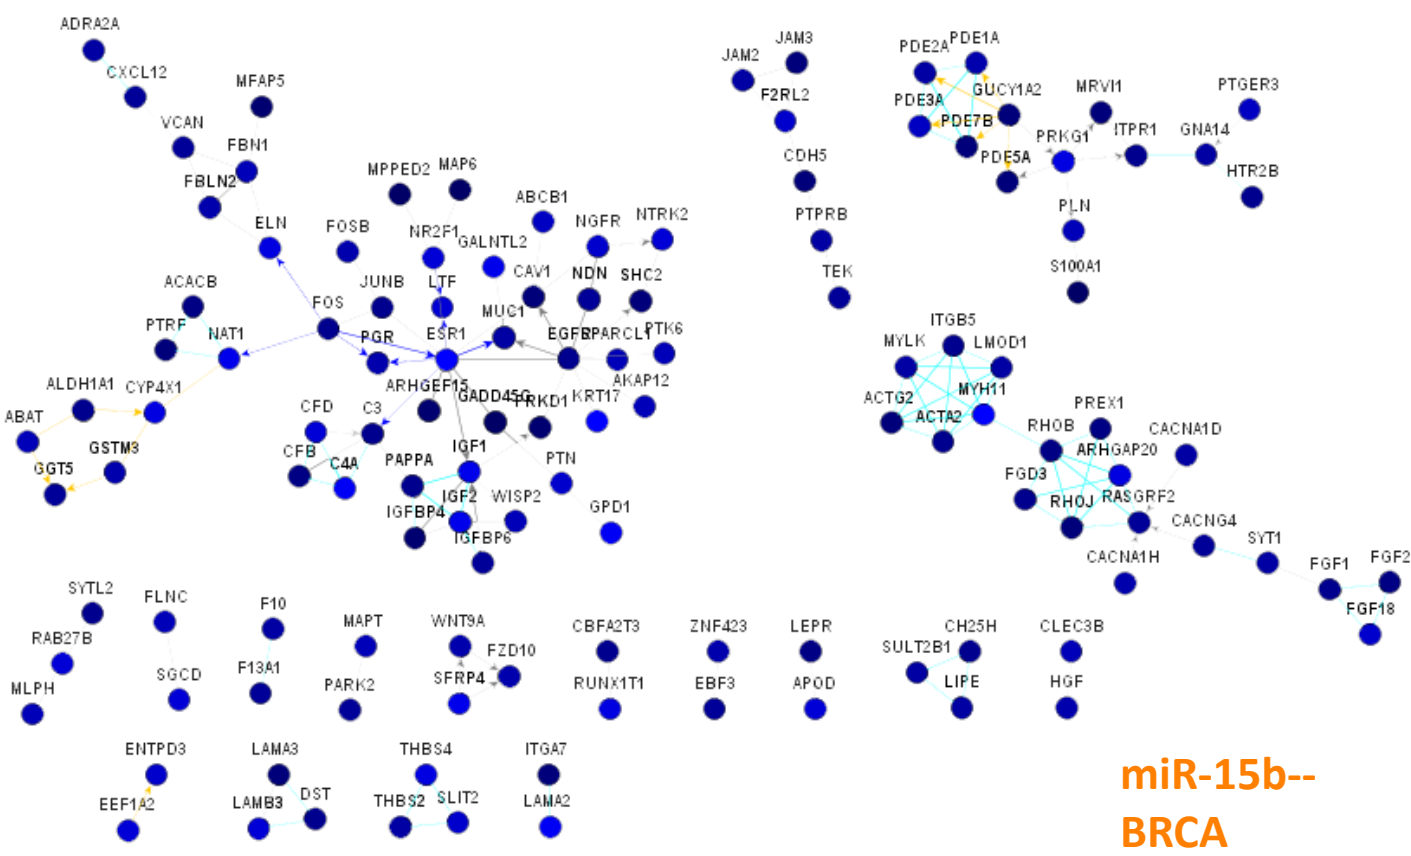 ADRA2A
CXCL12
MFAP5
VCAN
FBN1
FBLN2
ELN
MPPED2
MAP6
FOSB
NR2F1
ABCB1
GALNTL2
NGFR
NTRK2
ACACB
JUNB
LTF
CAV1
NDN
SHC2
FOS
PTRF
NAT1
PGR
ESR1
MUC1
EGFR
SPARCL1
PTK6
ALDH1A1
CYP4X1
ARHGEF15
GADD45G
PRKD1
KRT17
AKAP12
ABAT
CFD
C3
GSTM3
GGT5
CFB
C4A
PAPPA
IGF1
PTN
IGFBP4
IGF2
WISP2
GPD1
IGFBP6
JAM2
JAM3
F2RL2
CDH5
PTPRB
TEK
PDE2A
PDE1A
GUCY1A2
MRVI1
PTGER3
PDE3A
PDE7B
PRKG1
ITPR1
GNA14
PDE5A
HTR2B
PLN
S100A1
ITGB5
MYLK
LMOD1
ACTG2
ACTA2
MYH11
RHOB
PREX1
CACNA1D
ARHGAP20
FGD3
RHOJ
RASGRF2
CACNG4
SYT1
CACNA1H
FGF1
FGF2
FGF18
SYTL2
RAB27B
MLPH
FLNC
SGCD
F10
F13A1
MAPT
PARK2
WNT9A
FZD10
SFRP4
CBFA2T3
RUNX1T1
ZNF423
EBF3
LEPR
APOD
CH25H
SULT2B1
LIPE
CLEC3B
HGF
ENTPD3
EEF1A2
LAMA3
LAMB3
DST
THBS4
THBS2
SLIT2
ITGA7
LAMA2
miR-15b--
BRCA